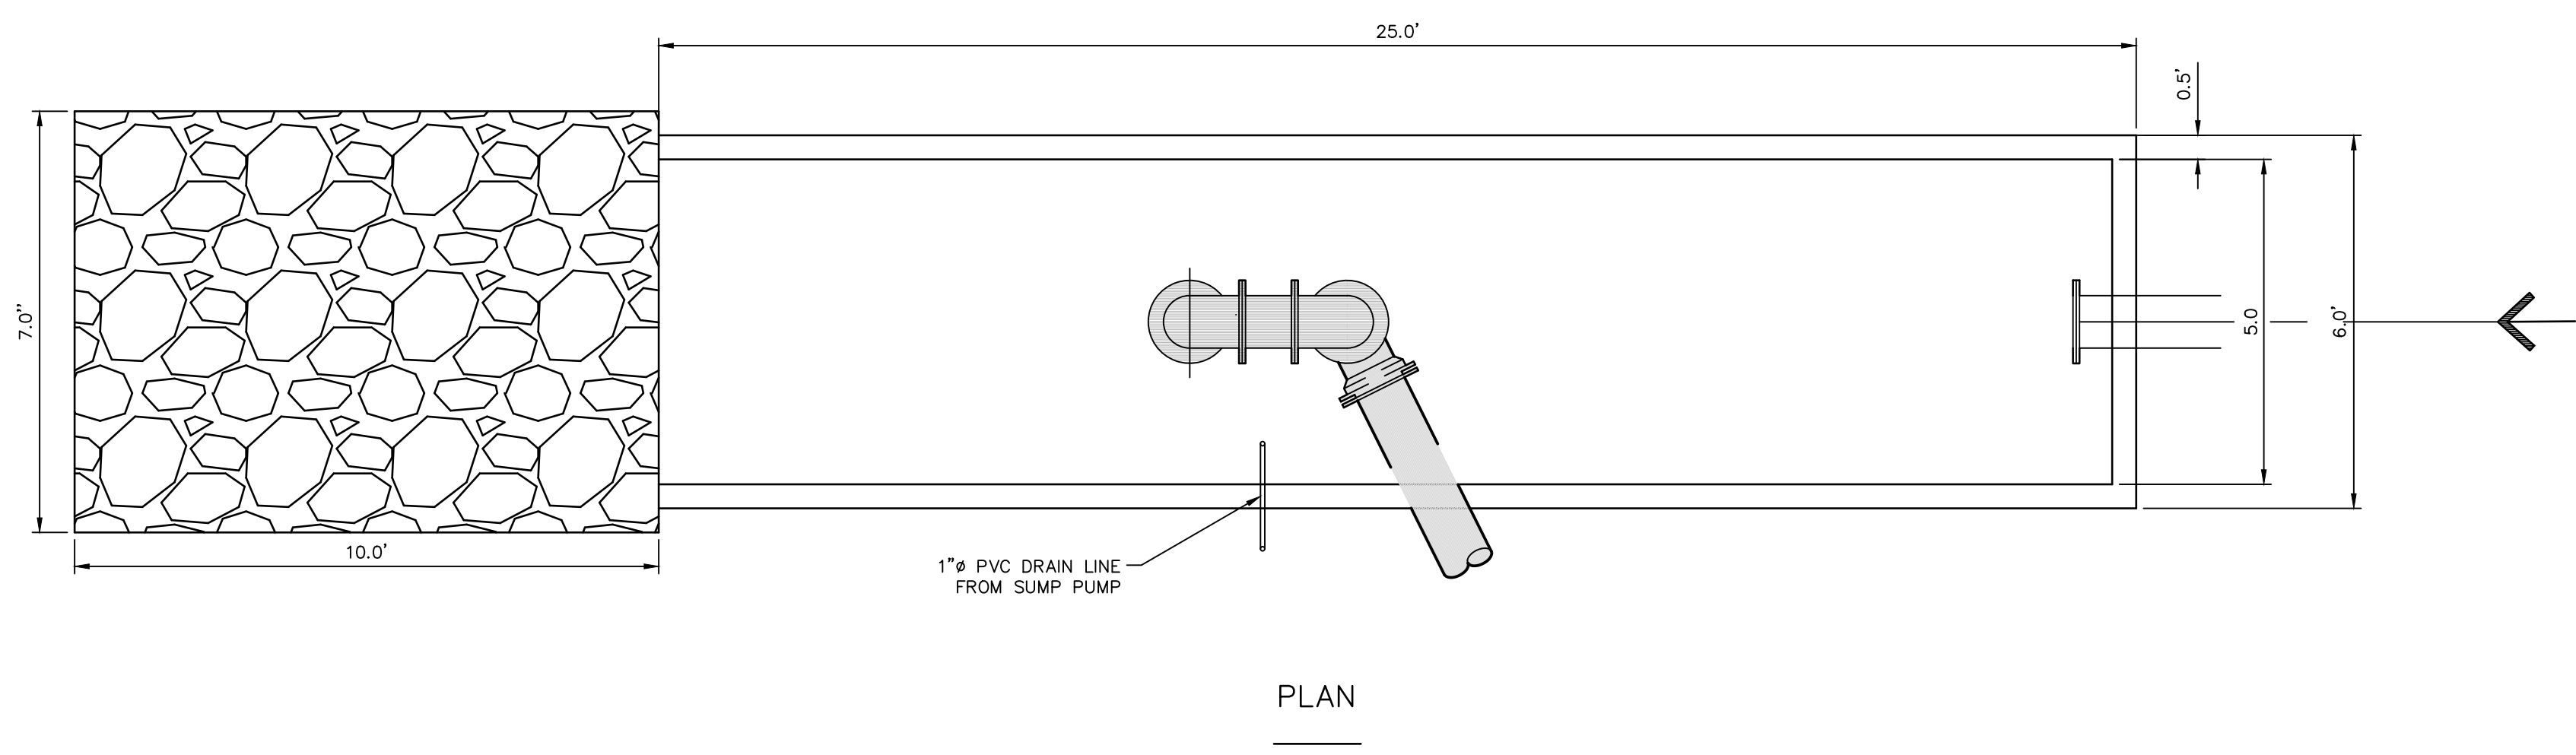 25.0'
0.5'
7.0"
5.0
6.0'
10.0'
1"ø PVC DRAIN LINE
FROM SUMP PUMP
PLAN